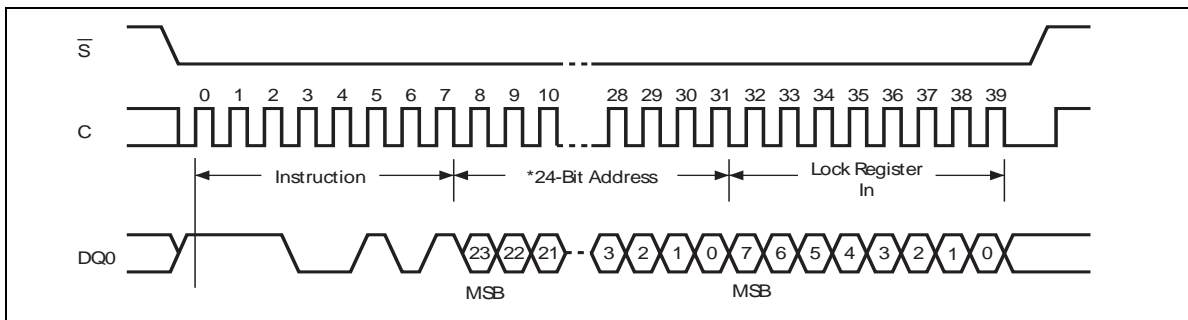 S
0 1 2 3 4 5 6 7 8 9 10 28 29 30 31 32 33 34 35 36 37 38 39
C
Instruction *24-Bit Address Lock Register
In
DQ0 23 22 21 3 2 1 0 7 6 5 4 3 2 1 0
MSB MSB